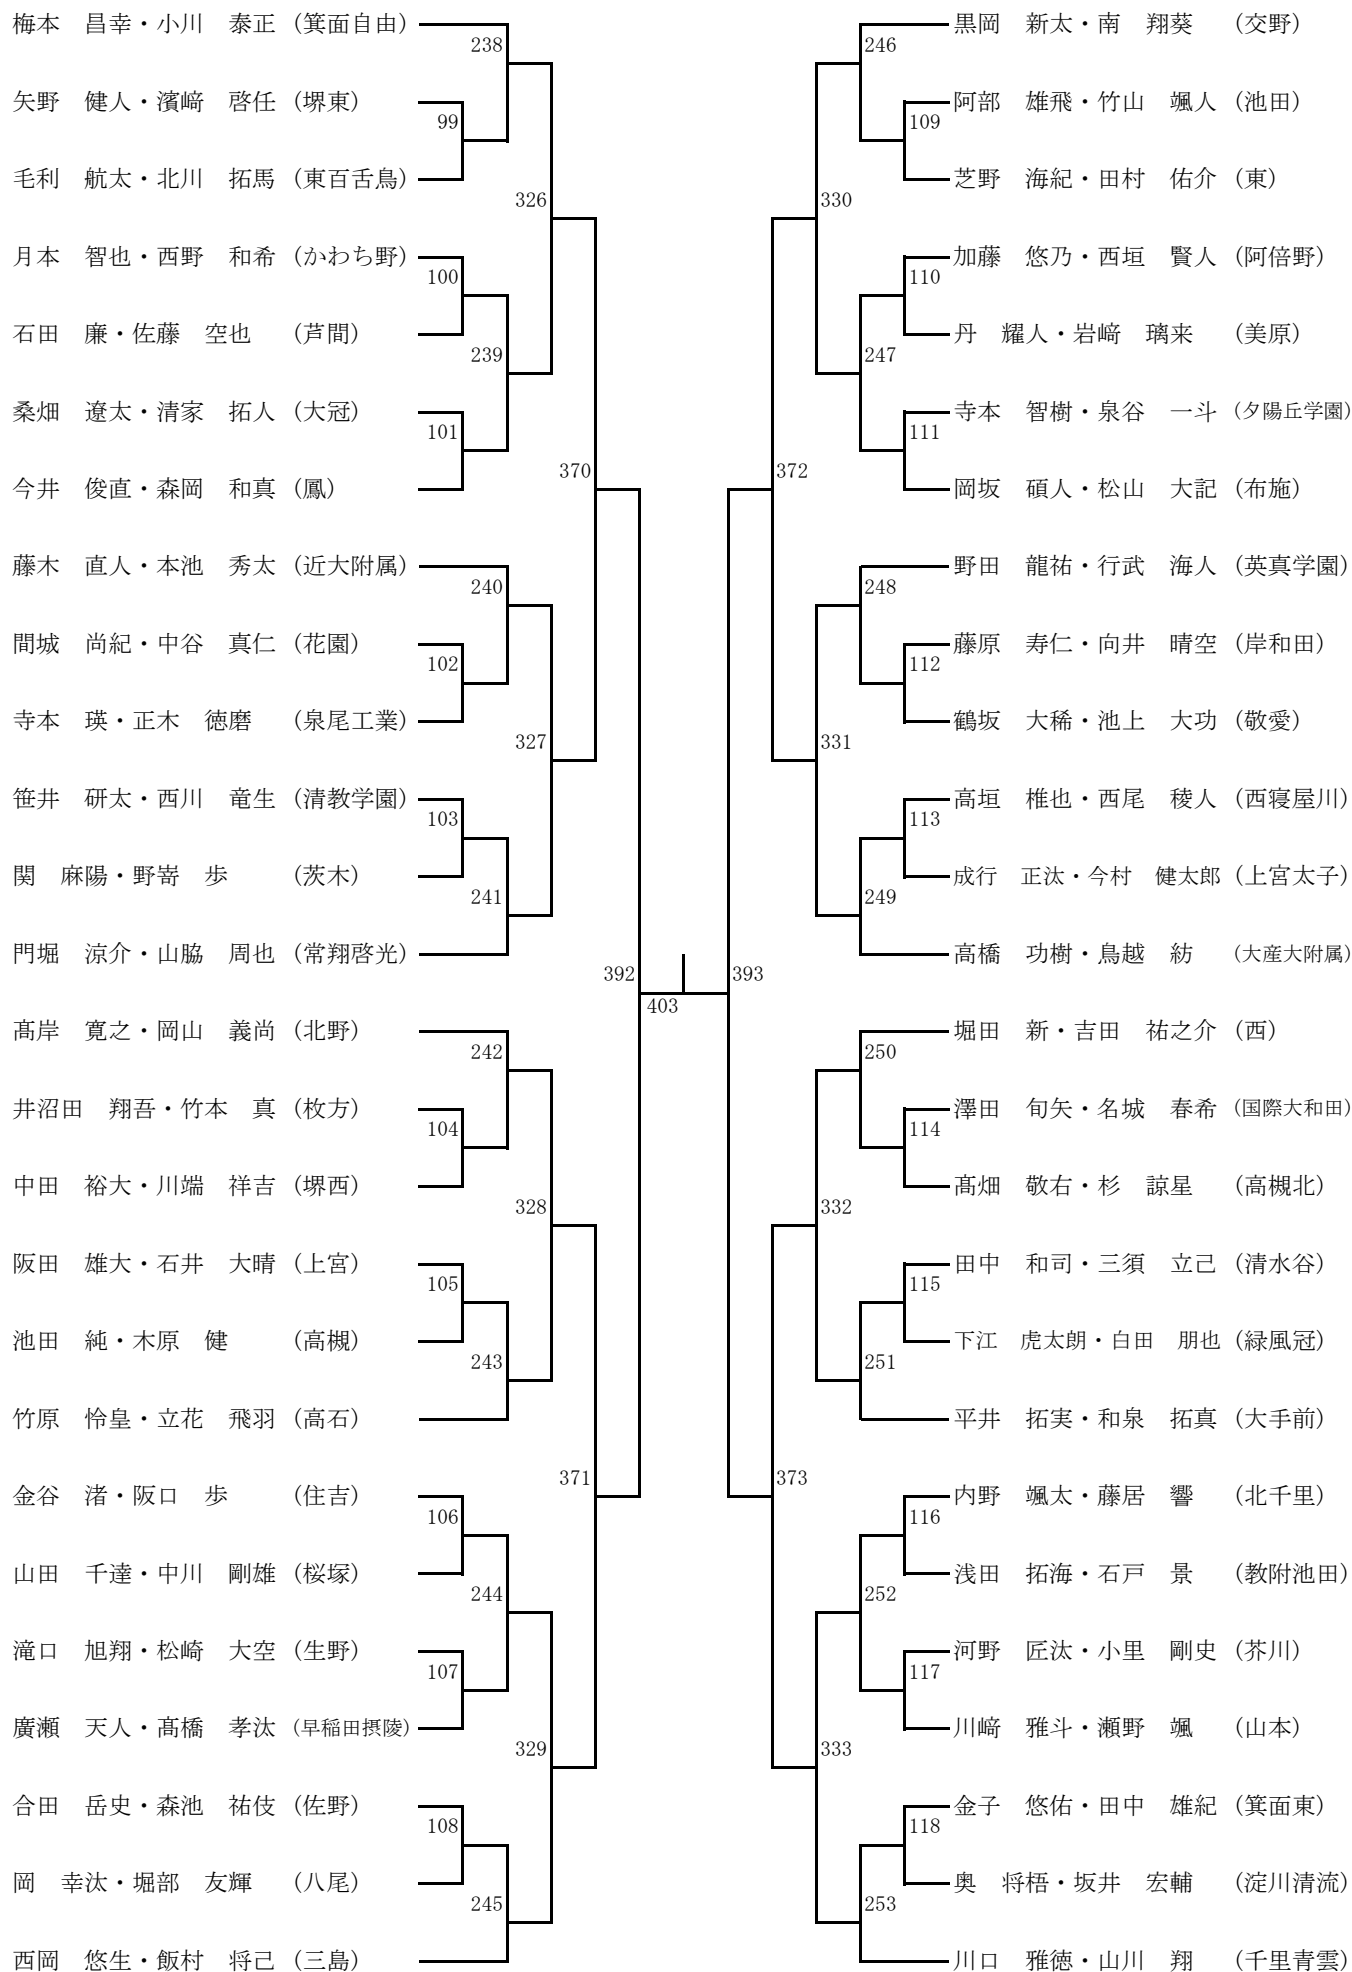 梅本　昌幸・小川　泰正 (箕面自由)
238
矢野　健人・濱﨑　啓任 (堺東)
99
毛利　航太・北川　拓馬 (東百舌鳥)
326
月本　智也・西野　和希 (かわち野)
100
石田　廉・佐藤　空也 (芦間)
239
桑畑　遼太・清家　拓人 (大冠)
101
370
今井　俊直・森岡　和真 (鳳)
藤木　直人・本池　秀太 (近大附属)
240
間城　尚紀・中谷　真仁 (花園)
102
寺本　瑛・正木　徳磨 (泉尾工業)
327
笹井　研太・西川　竜生 (清教学園)
103
関　麻陽・野嵜　歩 (茨木)
241
門堀　涼介・山脇　周也 (常翔啓光)
392
403
髙岸　寛之・岡山　義尚 (北野)
242
井沼田　翔吾・竹本　真 (枚方)
104
中田　裕大・川端　祥吉 (堺西)
328
阪田　雄大・石井　大晴 (上宮)
105
池田　純・木原　健 (高槻)
243
竹原　怜皇・立花　飛羽 (高石)
371
金谷　渚・阪口　歩 (住吉)
106
山田　千達・中川　剛雄 (桜塚)
244
滝口　旭翔・松崎　大空 (生野)
107
廣瀬　天人・髙橋　孝汰 (早稲田摂陵)
329
合田　岳史・森池　祐伎 (佐野)
108
岡　幸汰・堀部　友輝 (八尾)
245
西岡　悠生・飯村　将己 (三島)
黒岡　新太・南　翔葵 (交野)
246
阿部　雄飛・竹山　颯人 (池田)
109
芝野　海紀・田村　佑介 (東)
330
加藤　悠乃・西垣　賢人 (阿倍野)
110
丹　耀人・岩﨑　璃来 (美原)
247
寺本　智樹・泉谷　一斗 (夕陽丘学園)
111
372
岡坂　碩人・松山　大記 (布施)
野田　龍祐・行武　海人 (英真学園)
248
藤原　寿仁・向井　晴空 (岸和田)
112
鶴坂　大稀・池上　大功 (敬愛)
331
高垣　椎也・西尾　稜人 (西寝屋川)
113
成行　正汰・今村　健太郎 (上宮太子)
249
高橋　功樹・鳥越　紡 (大産大附属)
393
堀田　新・吉田　祐之介 (西)
250
澤田　旬矢・名城　春希 (国際大和田)
114
髙畑　敬右・杉　諒星 (高槻北)
332
田中　和司・三須　立己 (清水谷)
115
下江　虎太朗・白田　朋也 (緑風冠)
251
平井　拓実・和泉　拓真 (大手前)
373
内野　颯太・藤居　響 (北千里)
116
浅田　拓海・石戸　景 (教附池田)
252
河野　匠汰・小里　剛史 (芥川)
117
川﨑　雅斗・瀬野　颯 (山本)
333
金子　悠佑・田中　雄紀 (箕面東)
118
奥　将梧・坂井　宏輔 (淀川清流)
253
川口　雅徳・山川　翔 (千里青雲)